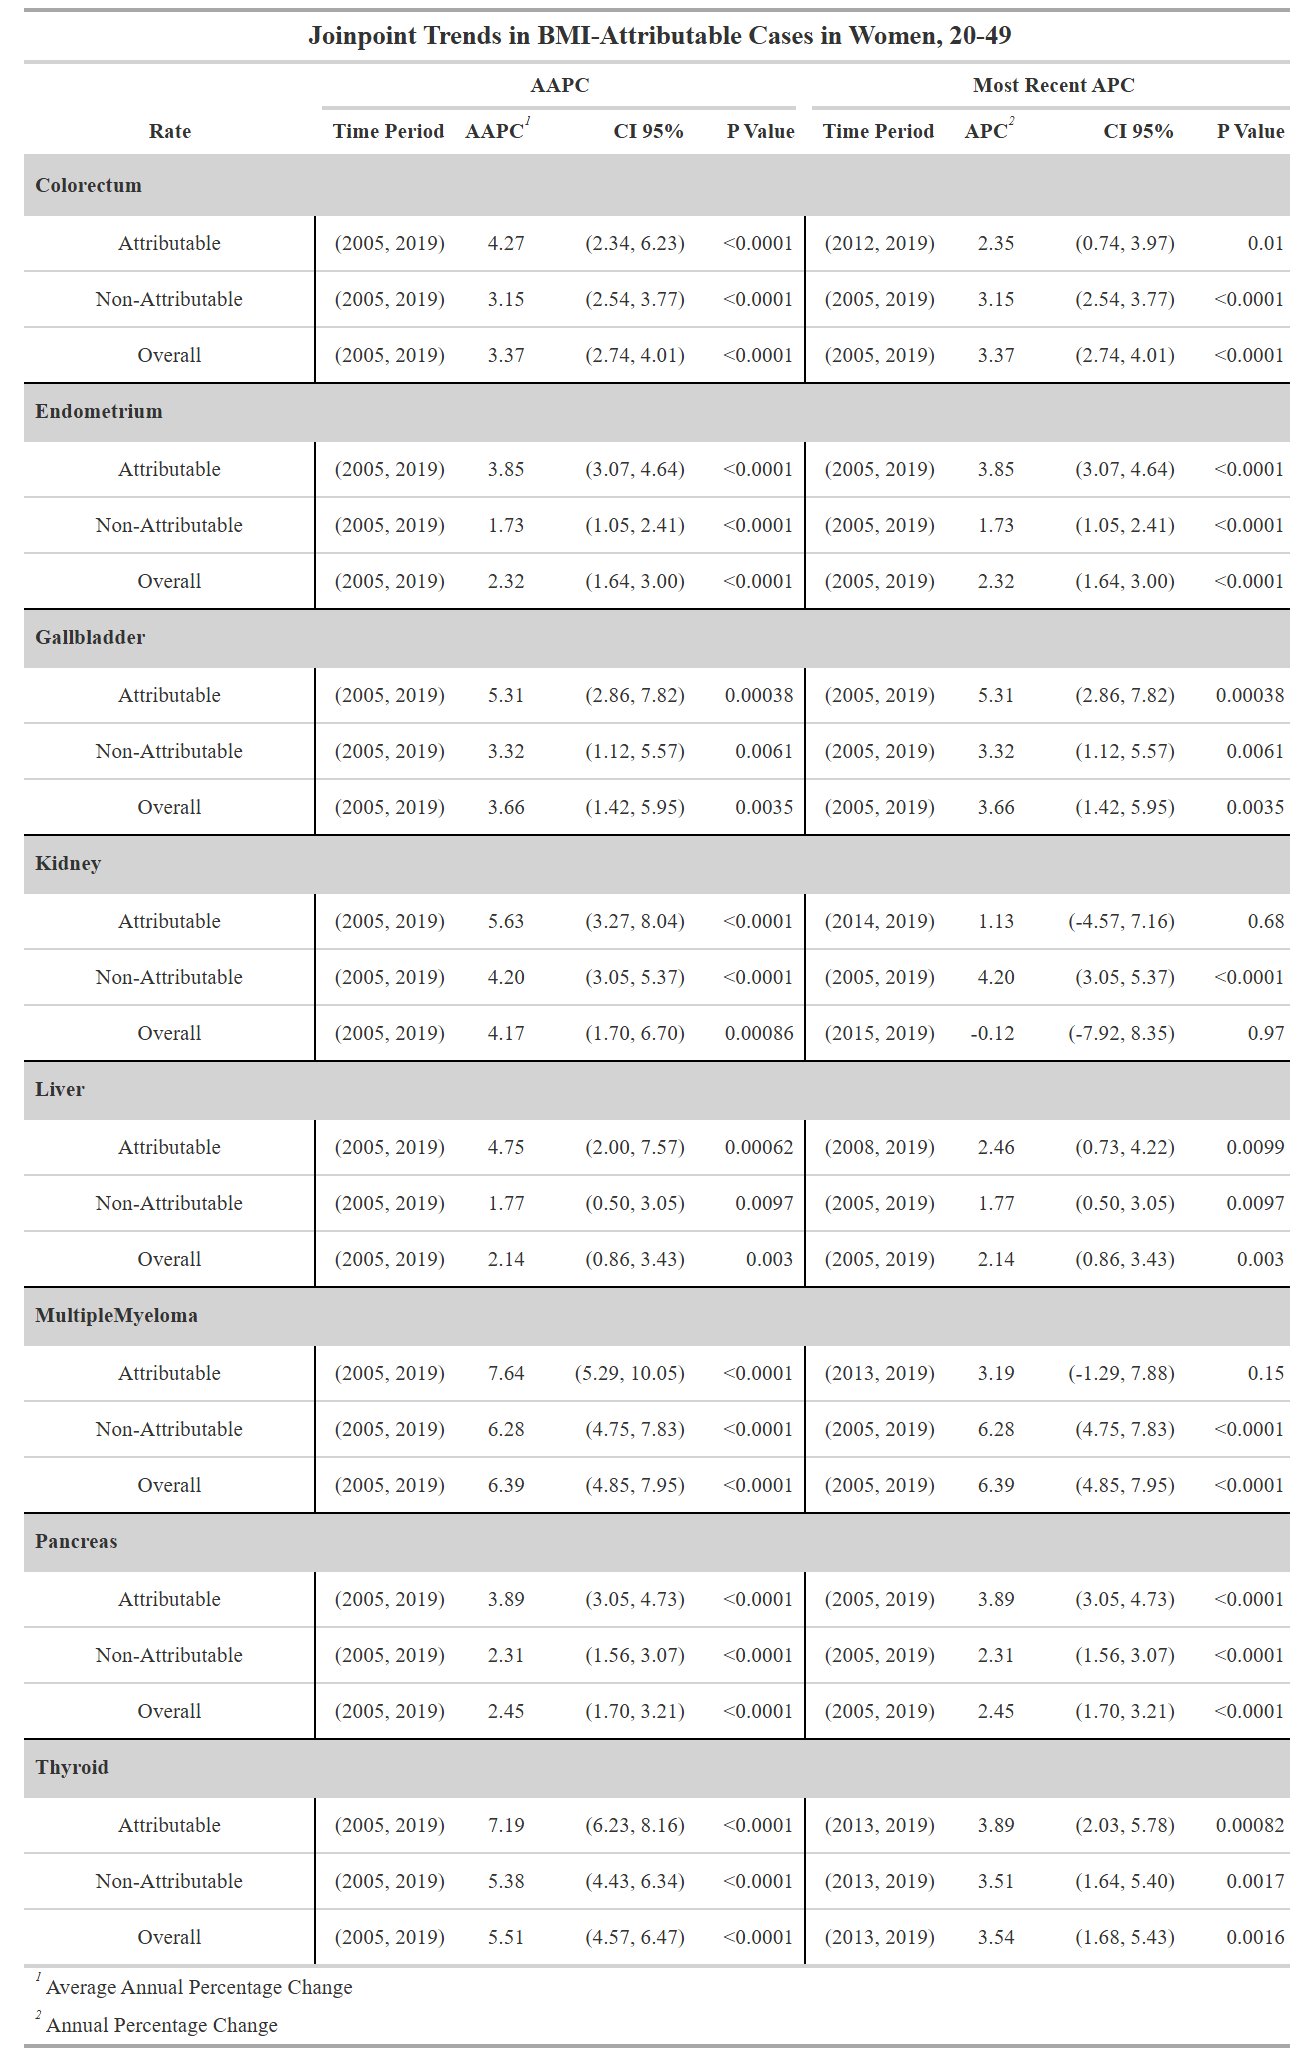 Joinpoint Trends in BMI-Attributable Cases in Women, 20-49
AAPC Most Recent APC
Rate Time Period AAPC1 CI 95% P Value Time Period APC2 CI 95% P Value
Colorectum
Attributable (2005, 2019) 4.27 (2.34, 6.23) <0.0001 (2012, 2019) 2.35 (0.74, 3.97) 0.01
Non-Attributable (2005, 2019) 3.15 (2.54, 3.77) <0.0001 (2005, 2019) 3.15 (2.54, 3.77) <0.0001
Overall (2005, 2019) 3.37 (2.74, 4.01) <0.0001 (2005, 2019) 3.37 (2.74, 4.01) <0.0001
Endometrium
Attributable (2005, 2019) 3.85 (3.07, 4.64) <0.0001 (2005, 2019) 3.85 (3.07, 4.64) <0.0001
Non-Attributable (2005, 2019) 1.73 (1.05, 2.41) <0.0001 (2005, 2019) 1.73 (1.05, 2.41) <0.0001
Overall (2005, 2019) 2.32 (1.64, 3.00) <0.0001 (2005, 2019) 2.32 (1.64, 3.00) <0.0001
Gallbladder
Attributable (2005, 2019) 5.31 (2.86, 7.82) 0.00038 (2005, 2019) 5.31 (2.86, 7.82) 0.00038
Non-Attributable (2005, 2019) 3.32 (1.12, 5.57) 0.0061 (2005, 2019) 3.32 (1.12, 5.57) 0.0061
Overall (2005, 2019) 3.66 (1.42, 5.95) 0.0035 (2005, 2019) 3.66 (1.42, 5.95) 0.0035
Kidney
Attributable (2005, 2019) 5.63 (3.27, 8.04) <0.0001 (2014, 2019) 1.13 (-4.57, 7.16) 0.68
Non-Attributable (2005, 2019) 4.20 (3.05, 5.37) <0.0001 (2005, 2019) 4.20 (3.05, 5.37) <0.0001
Overall (2005, 2019) 4.17 (1.70, 6.70) 0.00086 (2015, 2019) -0.12 (-7.92, 8.35) 0.97
Liver
Attributable (2005, 2019) 4.75 (2.00, 7.57) 0.00062 (2008, 2019) 2.46 (0.73, 4.22) 0.0099
Non-Attributable (2005, 2019) 1.77 (0.50, 3.05) 0.0097 (2005, 2019) 1.77 (0.50, 3.05) 0.0097
Overall (2005, 2019) 2.14 (0.86, 3.43) 0.003 (2005, 2019) 2.14 (0.86, 3.43) 0.003
MultipleMyeloma
Attributable (2005, 2019) 7.64 (5.29, 10.05) <0.0001 (2013, 2019) 3.19 (-1.29, 7.88) 0.15
Non-Attributable (2005, 2019) 6.28 (4.75, 7.83) <0.0001 (2005, 2019) 6.28 (4.75, 7.83) <0.0001
Overall (2005, 2019) 6.39 (4.85, 7.95) <0.0001 (2005, 2019) 6.39 (4.85, 7.95) <0.0001
Pancreas
Attributable (2005, 2019) 3.89 (3.05, 4.73) <0.0001 (2005, 2019) 3.89 (3.05, 4.73) <0.0001
Non-Attributable (2005, 2019) 2.31 (1.56, 3.07) <0.0001 (2005, 2019) 2.31 (1.56, 3.07) <0.0001
Overall (2005, 2019) 2.45 (1.70, 3.21) <0.0001 (2005, 2019) 2.45 (1.70, 3.21) <0.0001
Thyroid
Attributable (2005, 2019) 7.19 (6.23, 8.16) <0.0001 (2013, 2019) 3.89 (2.03, 5.78) 0.00082
Non-Attributable (2005, 2019) 5.38 (4.43, 6.34) <0.0001 (2013, 2019) 3.51 (1.64, 5.40) 0.0017
Overall (2005, 2019) 5.51 (4.57, 6.47) <0.0001 (2013, 2019) 3.54 (1.68, 5.43) 0.0016
1 Average Annual Percentage Change
2 Annual Percentage Change